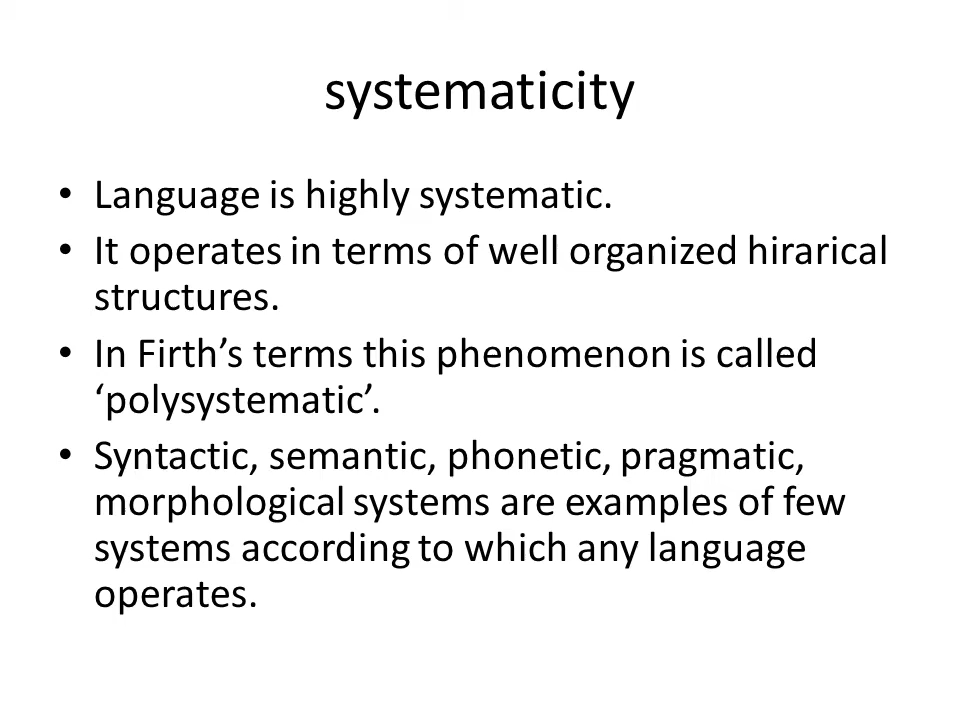 systematicity
• Language is highly systematic.
• It operates in terms of well organized hirarical
structures.
• In Firth’s terms this phenomenon is called
‘polysystematic’.
• Syntactic, semantic, phonetic, pragmatic,
morphological systems are examples of few
systems according to which any language
operates.